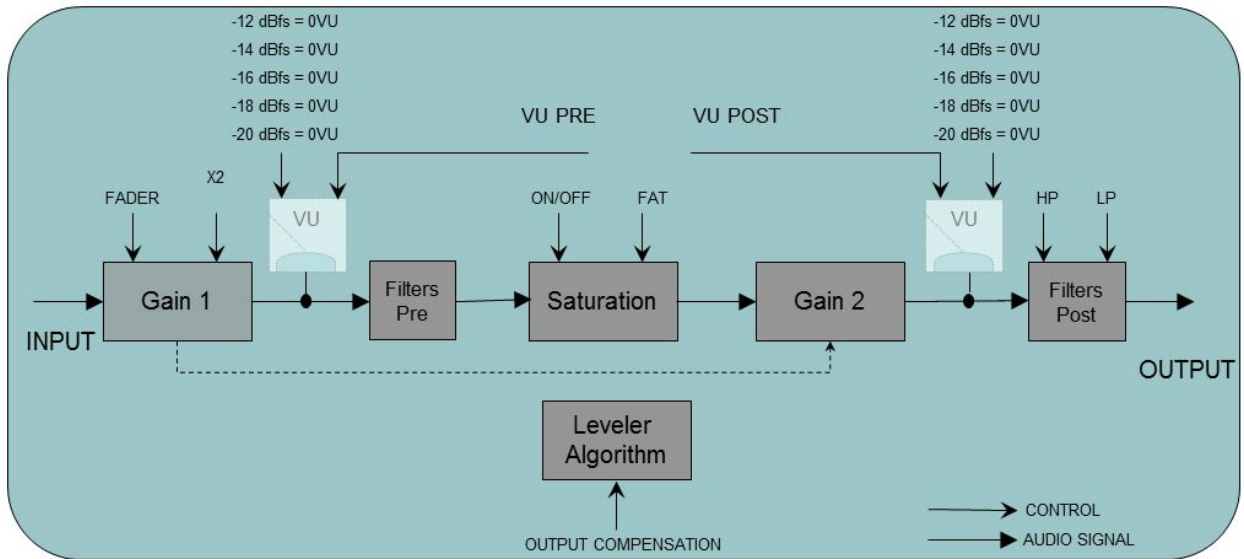 -12 dBfs = 0VU
-14 dBfs = 0VU
-16 dBfs = 0VU
-18 dBfs = 0VU
-20 dBfs = 0VU
-12 dBfs = 0VU
-14 dBfs = 0VU
-16 dBfs = 0VU
-18 dBfs = 0VU
-20 dBfs = 0VU
VU PRE
VU POST
FADER
X2
VU
ON/OFF
FAT
VU
HP
LP
INPUT
Gain 1
Filters
Pre
Saturation
Gain 2
Filters
Post
OUTPUT
Leveler
Algorithm
OUTPUT COMPENSATION
CONTROL
AUDIO SIGNAL